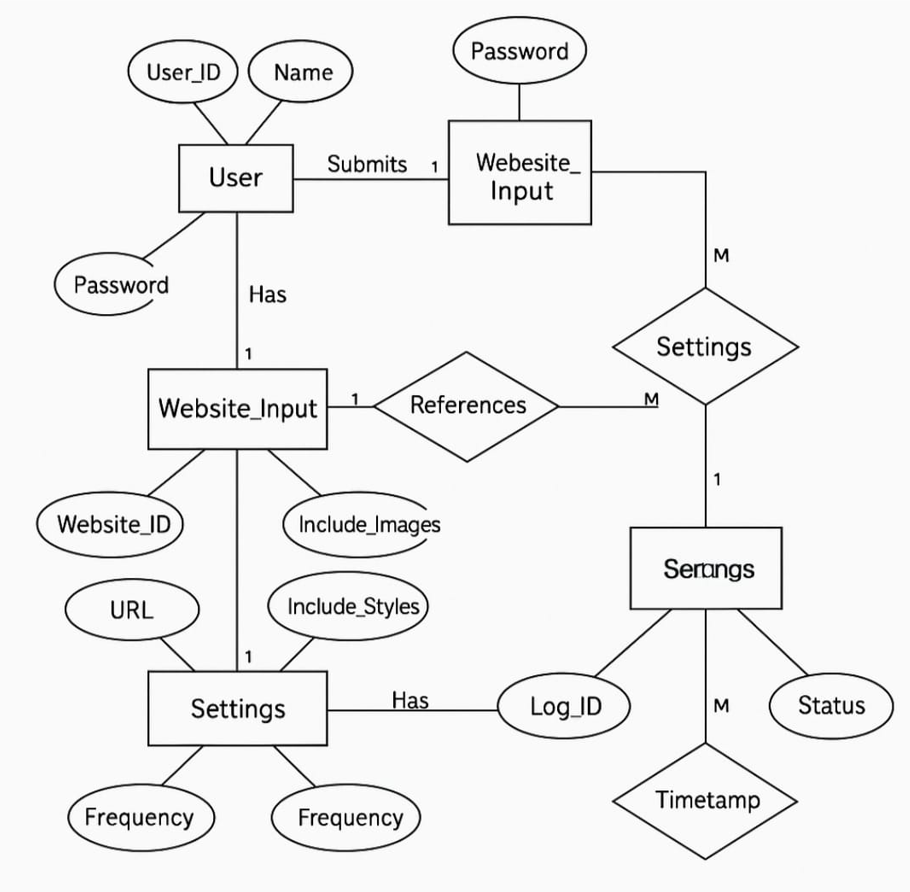 Password
User_ID
Name
Submits
1
Webesite_
Input
User
M
Password
Has
Settings
1
Website_Input
1
References
M
1
Website_ID
Include_Images
URL
Include_Styles
1
Settings
Has
Log_ID
M
Status
Frequency
Frequency
Timetamp